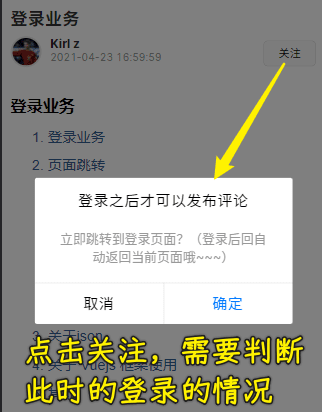 登录业务
Kirl z
2021-04-23 16:59:59
关注
登录业务
1. 登录业务
2. 页面跳转
登录之后才可以发布评论
立即跳转到登录页面？（登录后回自
动返回当前页面哦~~~）
取消
确定
3. 关于json
4. 关于 Vuejs 框架使用
点击关注，需要判断
此时的登录的情况